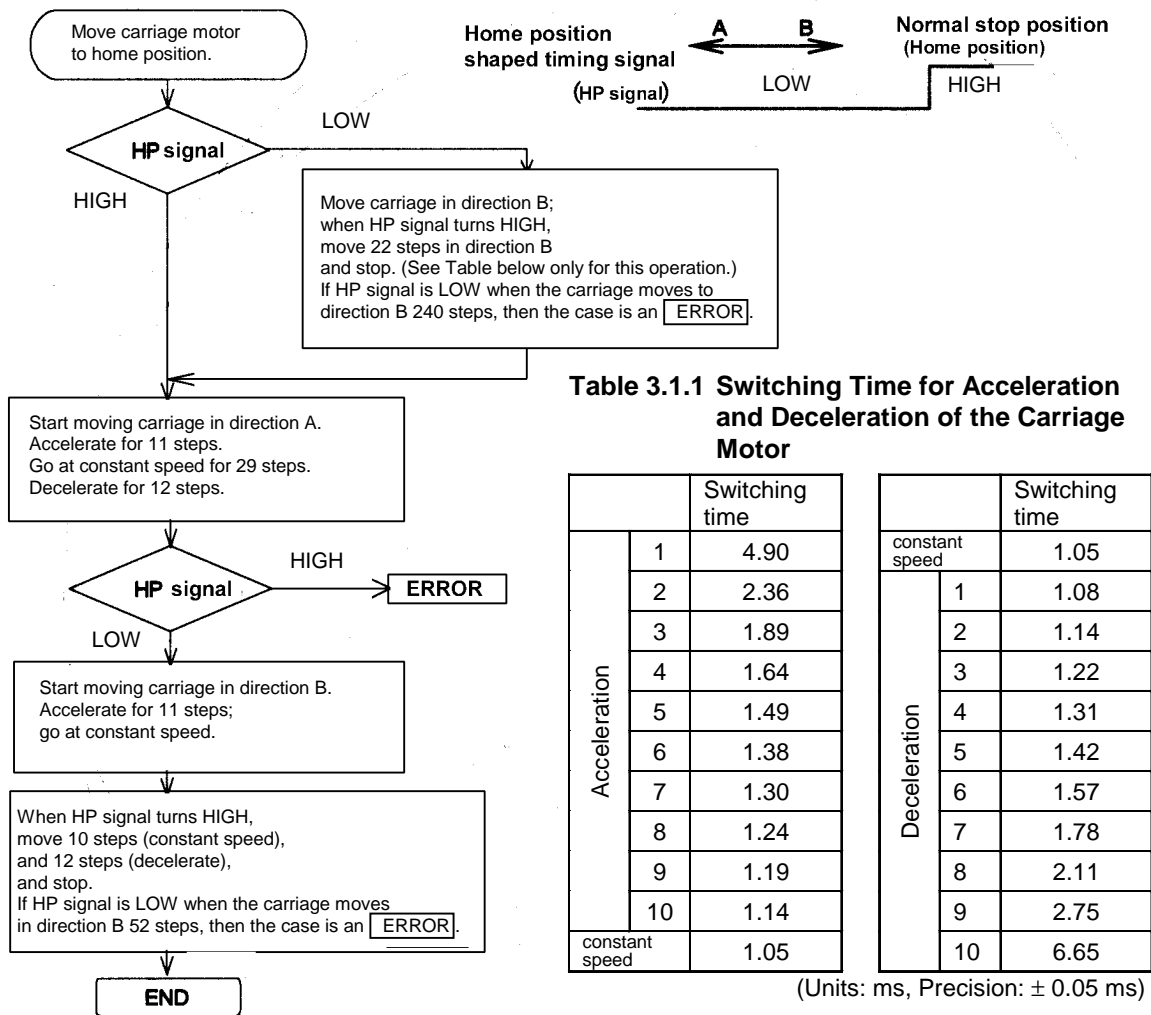 Move carriage motor
to home position.
Home position
shaped timing signal
(HP signal)
A
B
LOW
Normal stop position
(Home position)
HIGH
HP signal
LOW
HIGH
Move carriage in direction B;
when HP signal turns HIGH,
move 22 steps in direction B
and stop. (See Table below only for this operation.)
If HP signal is LOW when the carriage moves to
direction B 240 steps, then the case is an ERROR.
Start moving carriage in direction A.
Accelerate for 11 steps.
Go at constant speed for 29 steps.
Decelerate for 12 steps.
HP signal
HIGH
ERROR
LOW
Start moving carriage in direction B.
Accelerate for 11 steps;
go at constant speed.
When HP signal turns HIGH,
move 10 steps (constant speed),
and 12 steps (decelerate),
and stop.
If HP signal is LOW when the carriage moves
in direction B 52 steps, then the case is an ERROR.
END
Table 3.1.1 Switching Time for Acceleration
and Deceleration of the Carriage
Motor
Switching
time
Acceleration
1 4.90
2 2.36
3 1.89
4 1.64
5 1.49
6 1.38
7 1.30
8 1.24
9 1.19
10 1.14
constant
speed 1.05
Switching
time
constant
speed 1.05
Deceleration
1 1.08
2 1.14
3 1.22
4 1.31
5 1.42
6 1.57
7 1.78
8 2.11
9 2.75
10 6.65
(Units: ms, Precision: ± 0.05 ms)